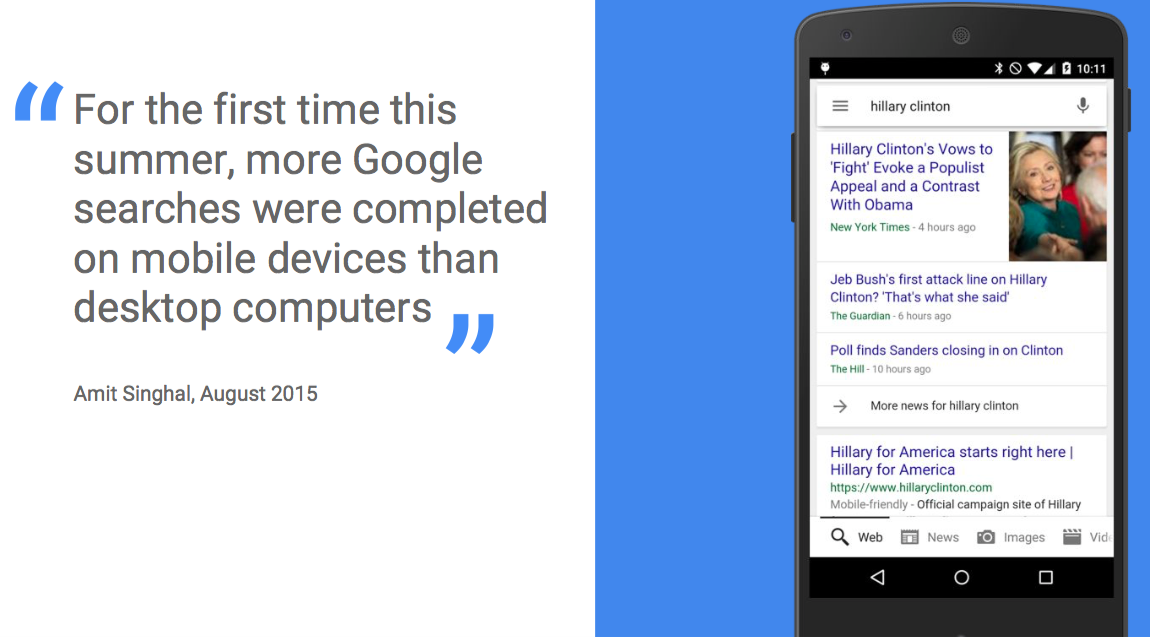 “For the first time this
summer, more Google
searches were completed
on mobile devices than
desktop computers”
Amit Singhal, August 2015
10:11
hillary clinton
Hillary Clinton's Vows to
'Fight' Evoke a Populist
Appeal and a Contrast
With Obama
New York Times - 4 hours ago
Jeb Bush's first attack line on Hillary
Clinton? 'That's what she said'
The Guardian - 6 hours ago
Poll finds Sanders closing in on Clinton
The Hill - 10 hours ago
More news for hillary clinton
Hillary for America starts right here |
Hillary for America
https://www.hillaryclinton.com
Mobile-friendly - Official campaign site of Hillary
Web News Images